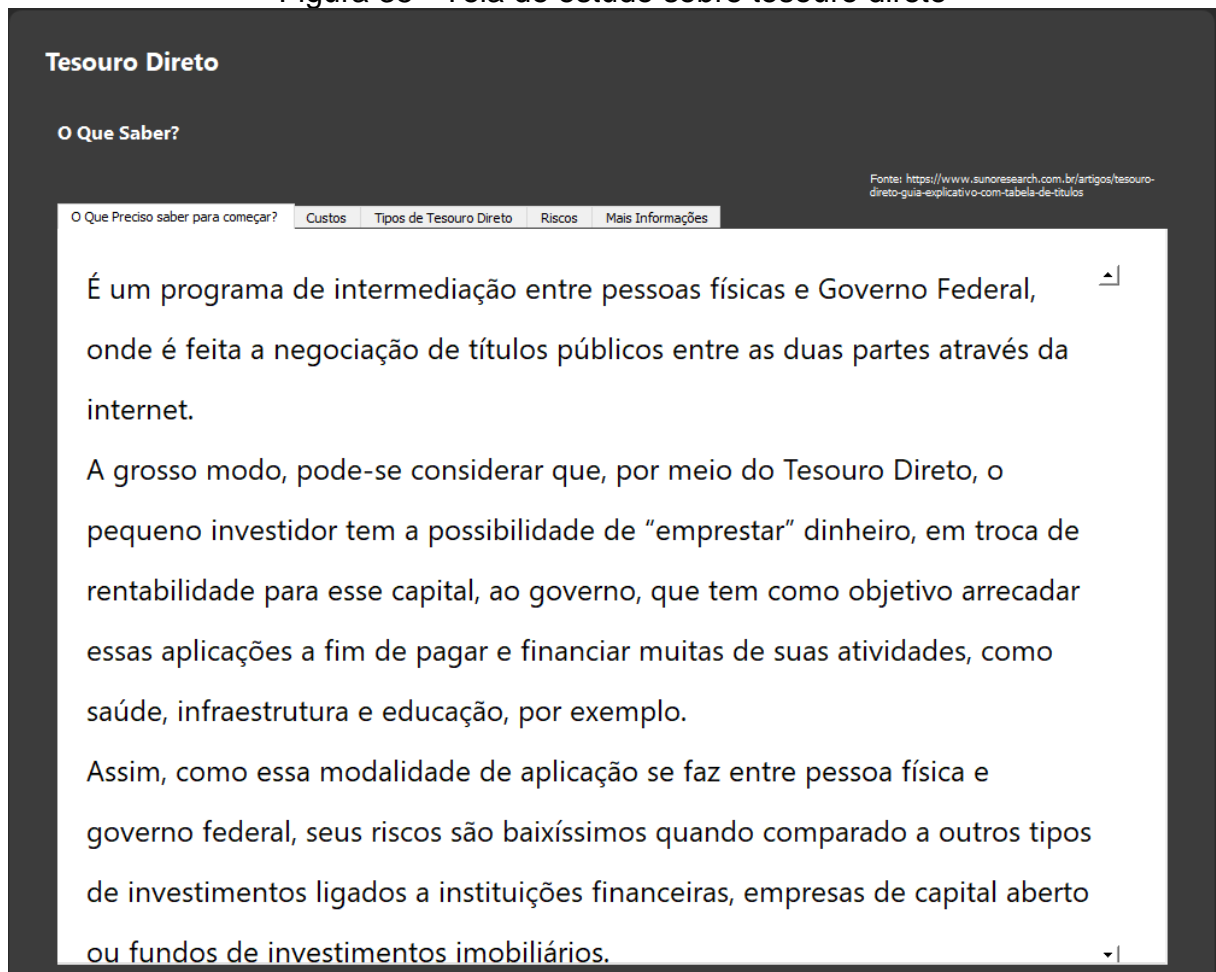 Tela de estudo sobre tesouro direto
Tesouro Direto
O Que Saber?
Fonte: https://www.sunoresearch.com.br/artigos/tesouro-
direto-guia-explicativo-com-tabela-de-titulos
O Que Preciso saber para começar? Custos Tipos de Tesouro Direto Riscos Mais Informações
É um programa de intermediação entre pessoas físicas e Governo Federal,
onde é feita a negociação de títulos públicos entre as duas partes através da
internet.
A grosso modo, pode-se considerar que, por meio do Tesouro Direto, o
pequeno investidor tem a possibilidade de “emprestar” dinheiro, em troca de
rentabilidade para esse capital, ao governo, que tem como objetivo arrecadar
essas aplicações a fim de pagar e financiar muitas de suas atividades, como
saúde, infraestrutura e educação, por exemplo.
Assim, como essa modalidade de aplicação se faz entre pessoa física e
governo federal, seus riscos são baixíssimos quando comparado a outros tipos
de investimentos ligados a instituições financeiras, empresas de capital aberto
ou fundos de investimentos imobiliários.